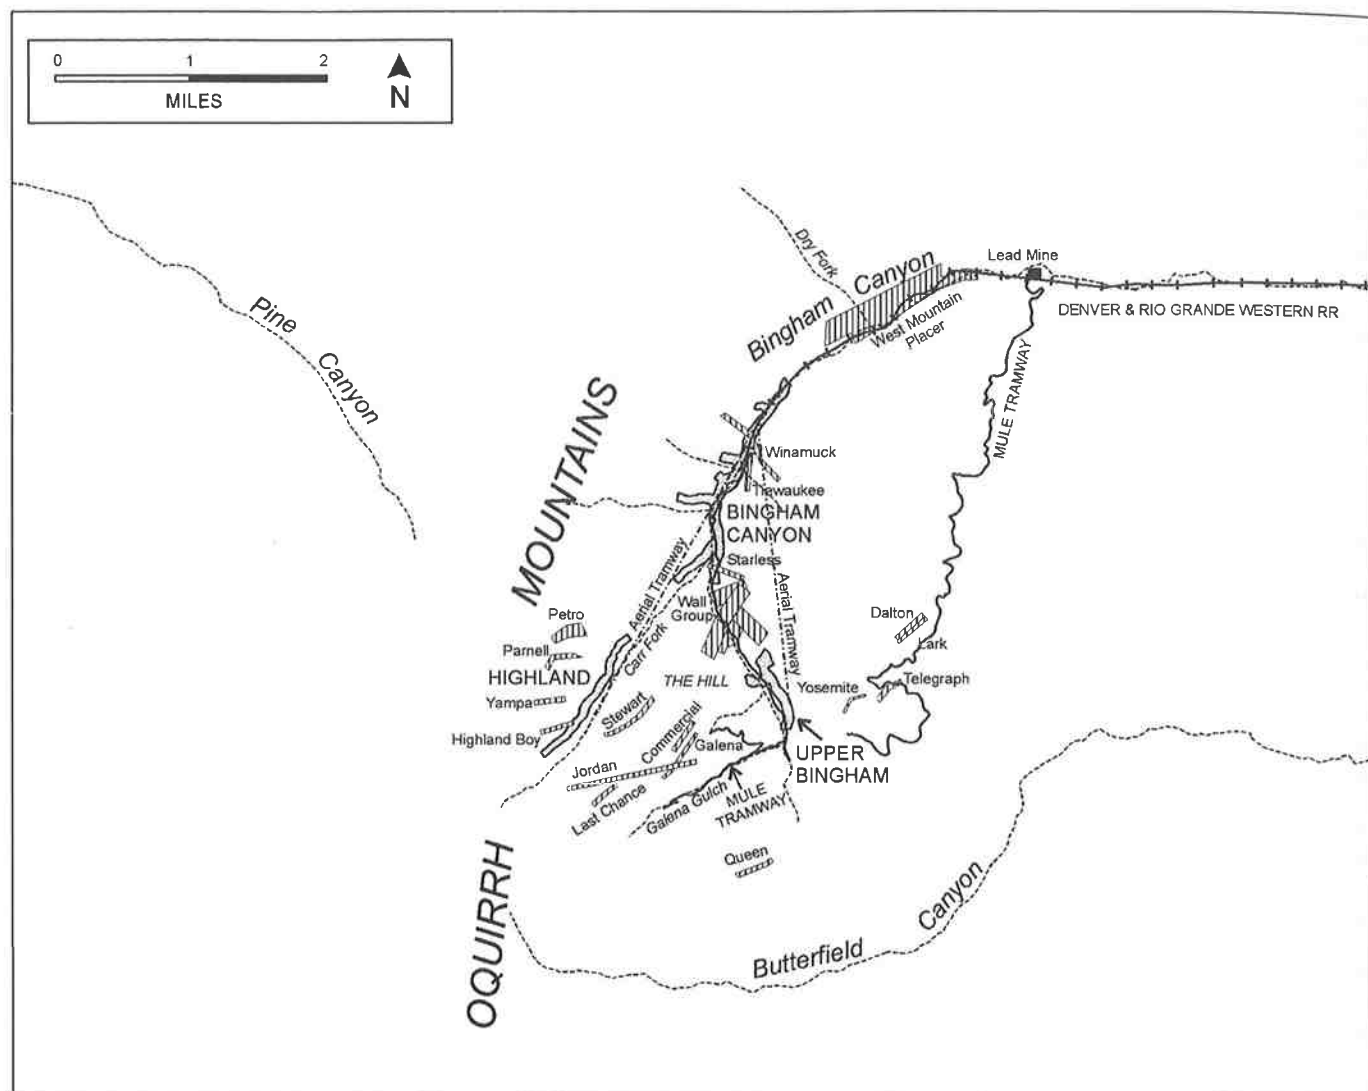 0 1 2
MILES
N
Pine
Canyon
Dry Fork
Bingham Canyon
Lead Mine
DENVER & RIO GRANDE WESTERN RR
West Mountain
Placer
MULE TRAMWAY
OQUIRRH MOUNTAINS
Winamuck
Tiewaukee
BINGHAM
CANYON
Starless
Aerial Tramway
Aerial Tramway
Wall
Group
Carr Fork
Petro
Parnell
HIGHLAND
Yampa
Highland Boy
THE HILL
Stewart
Commercial
Galena
Jordan
Last Chance
Galena Gulch
MULE
TRAMWAY
Queen
UPPER
BINGHAM
Dalton
Lark
Yosemite
Telegraph
Butterfield
Canyon